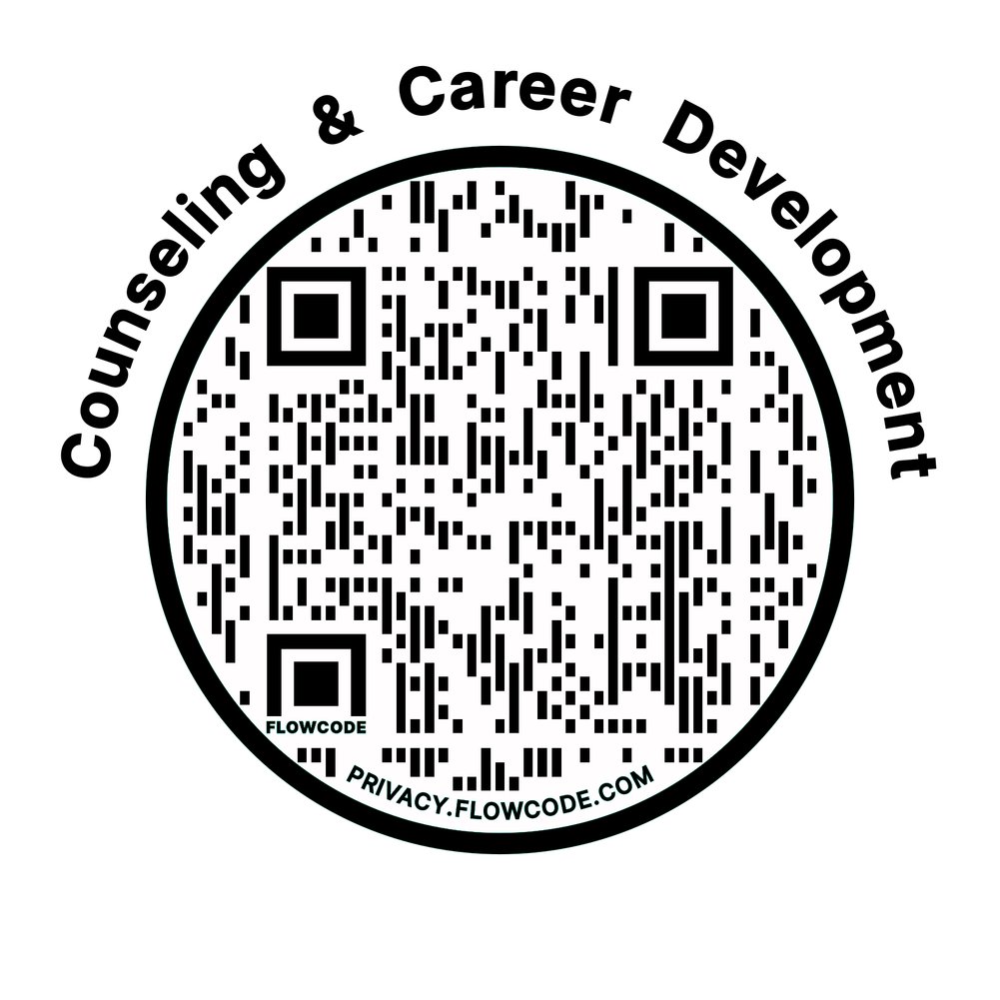 Counseling & Career Development
FLOWCODE
PRIVACY.FLOWCODE.COM